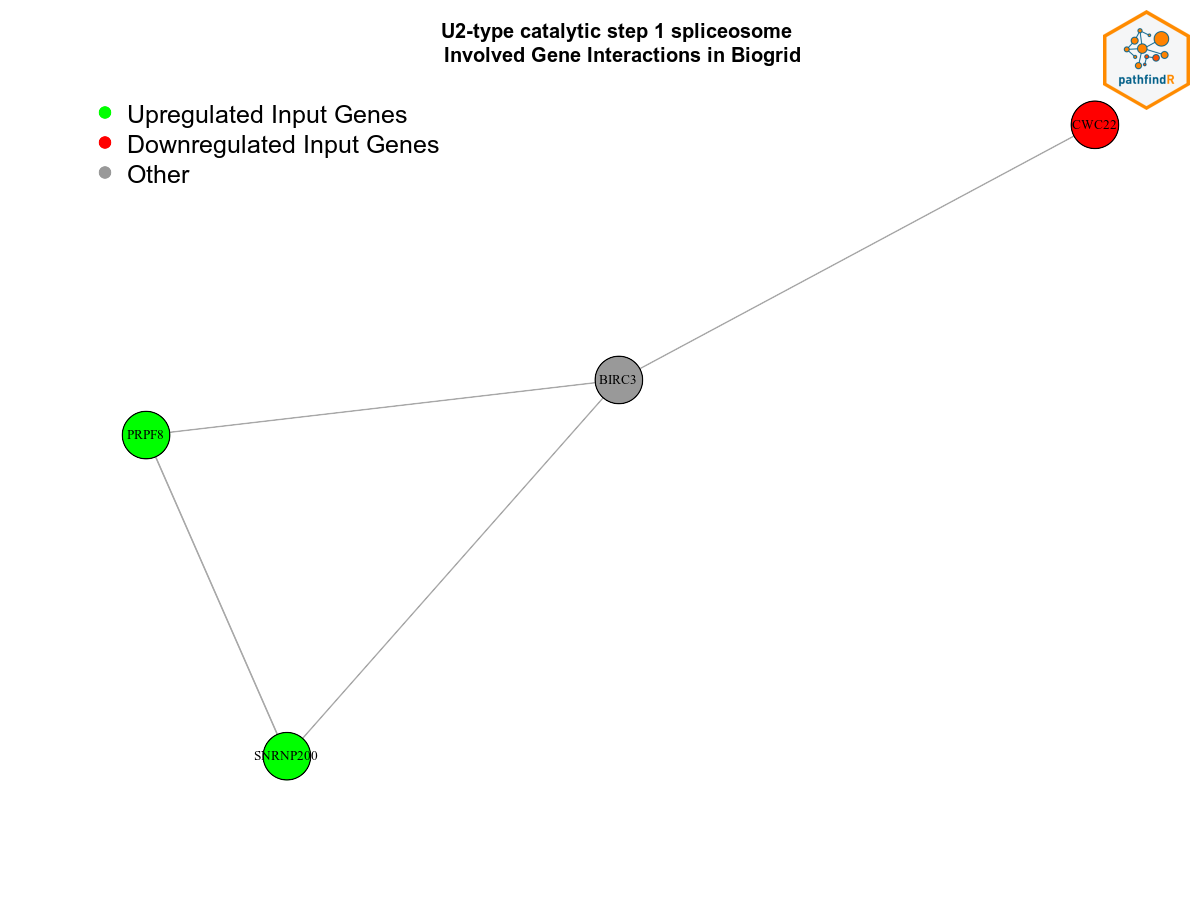 U2-type catalytic step 1 spliceosome
Involved Gene Interactions in Biogrid
pathfindR
Upregulated Input Genes
Downregulated Input Genes
Other
CWC22
BIRC3
PRPF8
SNRNP200